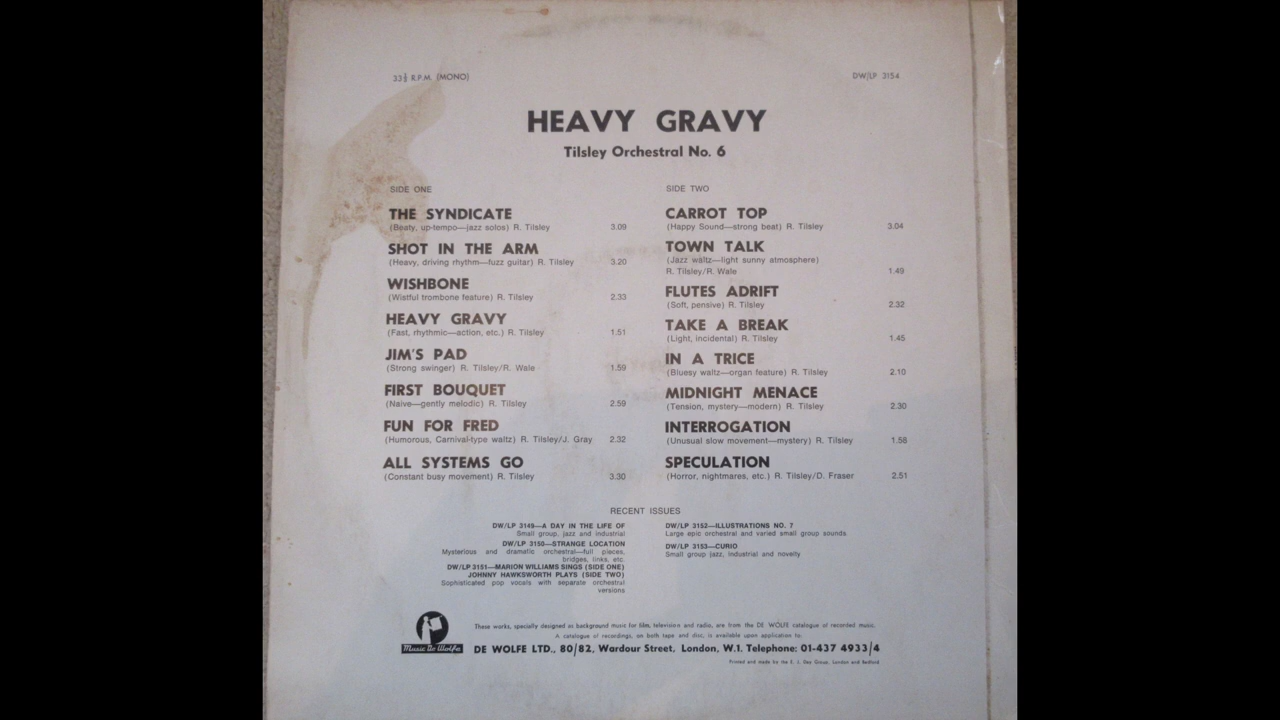 33⅓ R.P.M. (MONO)
DW/LP 3154
HEAVY GRAVY
Tilsley Orchestral No. 6
SIDE ONE
THE SYNDICATE
(Beaty, up-tempo—jazz solos) R. Tilsley 3.09
SHOT IN THE ARM
(Heavy, driving rhythm—fuzz guitar) R. Tilsley 3.20
WISHBONE
(Wistful trombone feature) R. Tilsley 2.33
HEAVY GRAVY
(Fast, rhythmic—action, etc.) R. Tilsley 1.51
JIM'S PAD
(Strong swinger) R. Tilsley/R. Wale 1.59
FIRST BOUQUET
(Naive—gently melodic) R. Tilsley 2.59
FUN FOR FRED
(Humorous, Carnival-type waltz) R. Tilsley/J. Gray 2.32
ALL SYSTEMS GO
(Constant busy movement) R. Tilsley 3.30
SIDE TWO
CARROT TOP
(Happy Sound—strong beat) R. Tilsley 3.04
TOWN TALK
(Jazz waltz—light sunny atmosphere)
R. Tilsley/R. Wale 1.49
FLUTES ADRIFT
(Soft, pensive) R. Tilsley 2.32
TAKE A BREAK
(Light, incidental) R. Tilsley 1.45
IN A TRICE
(Bluesy waltz—organ feature) R. Tilsley 2.10
MIDNIGHT MENACE
(Tension, mystery—modern) R. Tilsley 2.30
INTERROGATION
(Unusual slow movement—mystery) R. Tilsley 1.58
SPECULATION
(Horror, nightmares, etc.) R. Tilsley/D. Fraser 2.51
RECENT ISSUES
DW/LP 3149—A DAY IN THE LIFE OF
Small group, jazz and industrial
DW/LP 3150—STRANGE LOCATION
Mysterious and dramatic orchestral—full pieces,
bridges, links, etc.
DW/LP 3151—MARION WILLIAMS SINGS (SIDE ONE)
JOHNNY HAWKSWORTH PLAYS (SIDE TWO)
Sophisticated pop vocals with separate orchestral
versions
DW/LP 3152—ILLUSTRATIONS NO. 7
Large epic orchestral and varied small group sounds
DW/LP 3153—CURIO
Small group jazz, industrial and novelty
Music De Wolfe
These works, specially designed as background music for film, television and radio, are from the DE WOLFE catalogue of recorded music.
A catalogue of recordings, on both tape and disc, is available upon application to.
DE WOLFE LTD., 80/82, Wardour Street, London, W.1. Telephone: 01-437 4933/4
Printed and made by the E. J. Day Group, London and Bedford